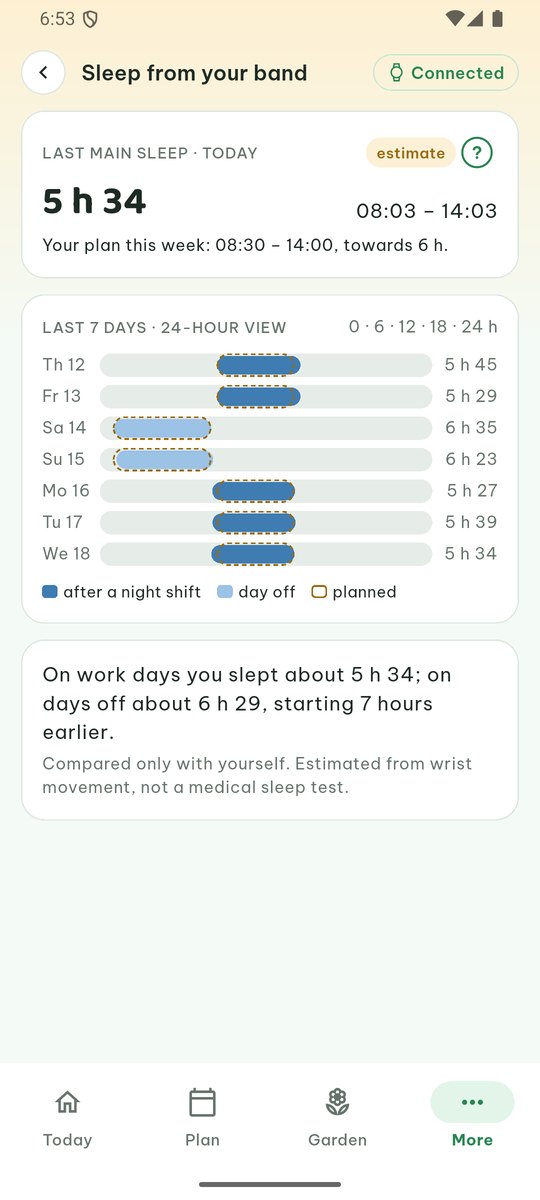 6:53
Sleep from your band
Connected
LAST MAIN SLEEP · TODAY
estimate
?
5 h 34
08:03 – 14:03
Your plan this week: 08:30 – 14:00, towards 6 h.
LAST 7 DAYS · 24-HOUR VIEW
0 · 6 · 12 · 18 · 24 h
Th 12 5 h 45
Fr 13 5 h 29
Sa 14 6 h 35
Su 15 6 h 23
Mo 16 5 h 27
Tu 17 5 h 39
We 18 5 h 34
after a night shift day off planned
On work days you slept about 5 h 34; on
days off about 6 h 29, starting 7 hours
earlier.
Compared only with yourself. Estimated from wrist
movement, not a medical sleep test.
Today Plan Garden More